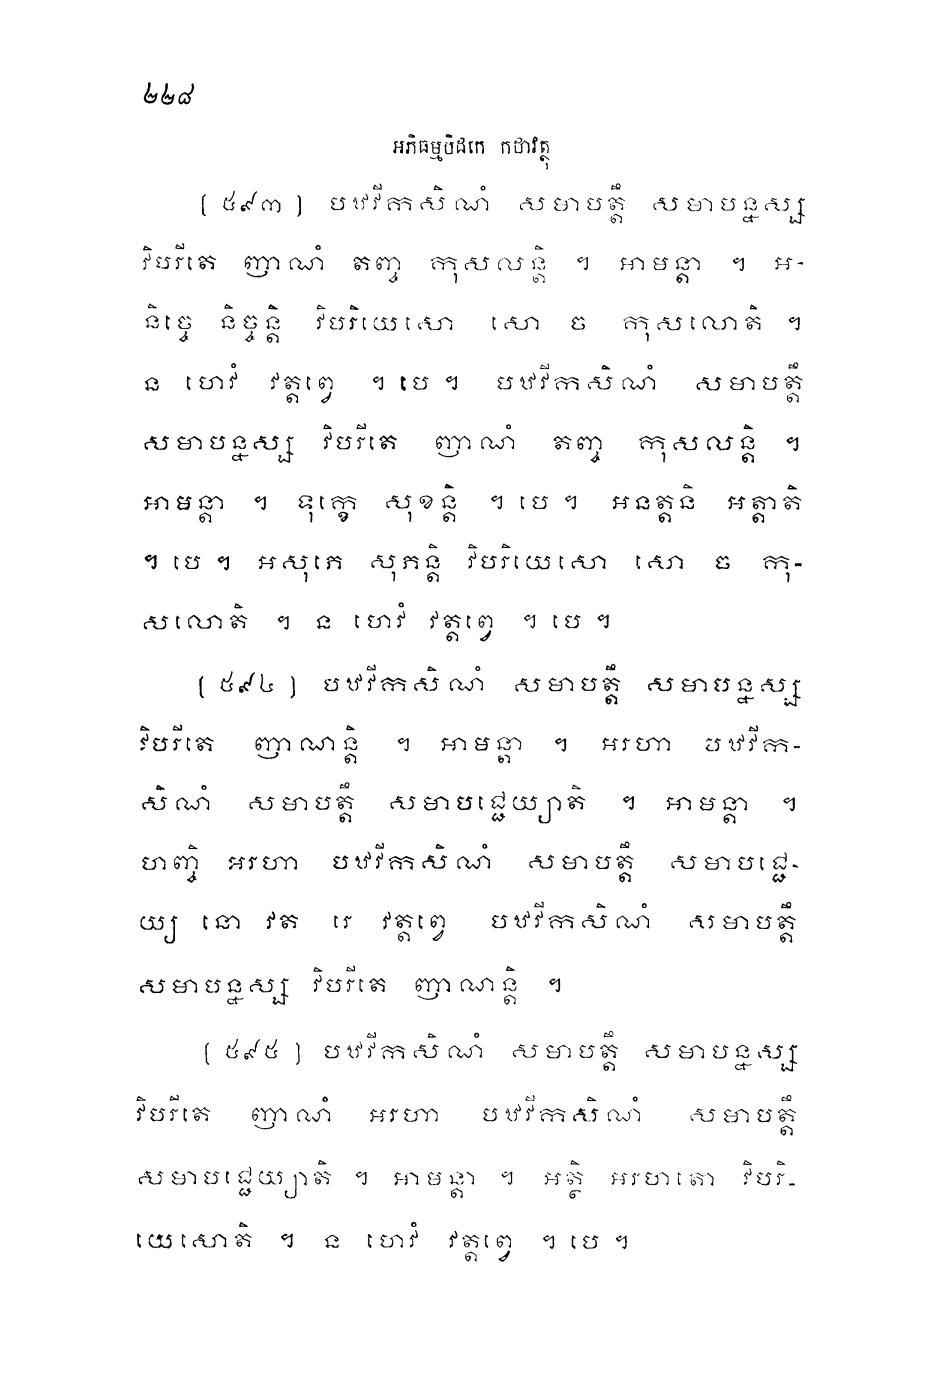 ២២៨
អភិធម្មបិដកេ កថាវត្ថុ
( ៥៩៣ ) បឋវីកសិណំ សមាបត្តឹ សមាបន្នស្ស
វិបរីតេ ញាណំ តញ្ច កុសលន្តិ ។ អាមន្តា ។ អ-
និច្ចេ និច្ចន្តិ វិបរិយេសោ សោ ច កុសលោតិ ។
ន ហេវំ វត្តព្វេ ។ បេ ។ បឋវីកសិណំ សមាបត្តឹ
សមាបន្នស្ស វិបរីតេ ញាណំ តញ្ច កុសលន្តិ ។
អាមន្តា ។ ទុក្ខេ សុខន្តិ ។ បេ ។ អនត្តនិ អត្តាតិ
។ បេ ។ អសុភេ សុភន្តិ វិបរិយេសោ សោ ច កុ-
សលោតិ ។ ន ហេវំ វត្តព្វេ ។ បេ ។
( ៥៩៤ ) បឋវីកសិណំ សមាបត្តឹ សមាបន្នស្ស
វិបរីតេ ញាណន្តិ ។ អាមន្តា ។ អរហា បឋវីក-
សិណំ សមាបត្តឹ សមាបជ្ជេយ្យាតិ ។ អាមន្តា ។
ហញ្ចិ អរហា បឋវីកសិណំ សមាបត្តឹ សមាបជ្ជេ-
យ្យ នោ វត រេ វត្តព្វេ បឋវីកសិណំ សមាបត្តឹ
សមាបន្នស្ស វិបរីតេ ញាណន្តិ ។
( ៥៩៥ ) បឋវីកសិណំ សមាបត្តឹ សមាបន្នស្ស
វិបរីតេ ញាណំ អរហា បឋវីកសិណំ សមាបត្តឹ
សមាបជ្ជេយ្យាតិ ។ អាមន្តា ។ អត្ថិ អរហតោ វិបរិ-
យេសោតិ ។ ន ហេវំ វត្តព្វេ ។ បេ ។